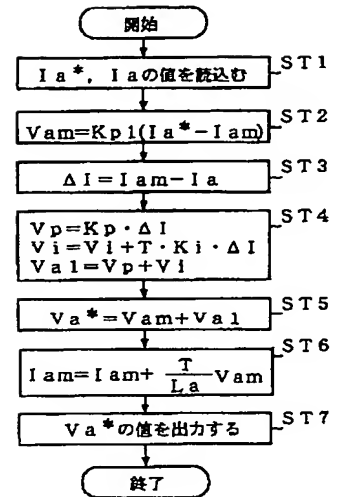 開始
Ia*, Iaの値を読込む ST1
Vam=Kp1(Ia*-Iam) ST2
ΔI=Iam-Ia ST3
Vp=Kp・ΔI ST4
Vi=Vi+T・Ki・ΔI
Va1=Vp+Vi
Va*=Vam+Va1 ST5
Iam=Iam+ T/La Vam ST6
Va*の値を出力する ST7
終了